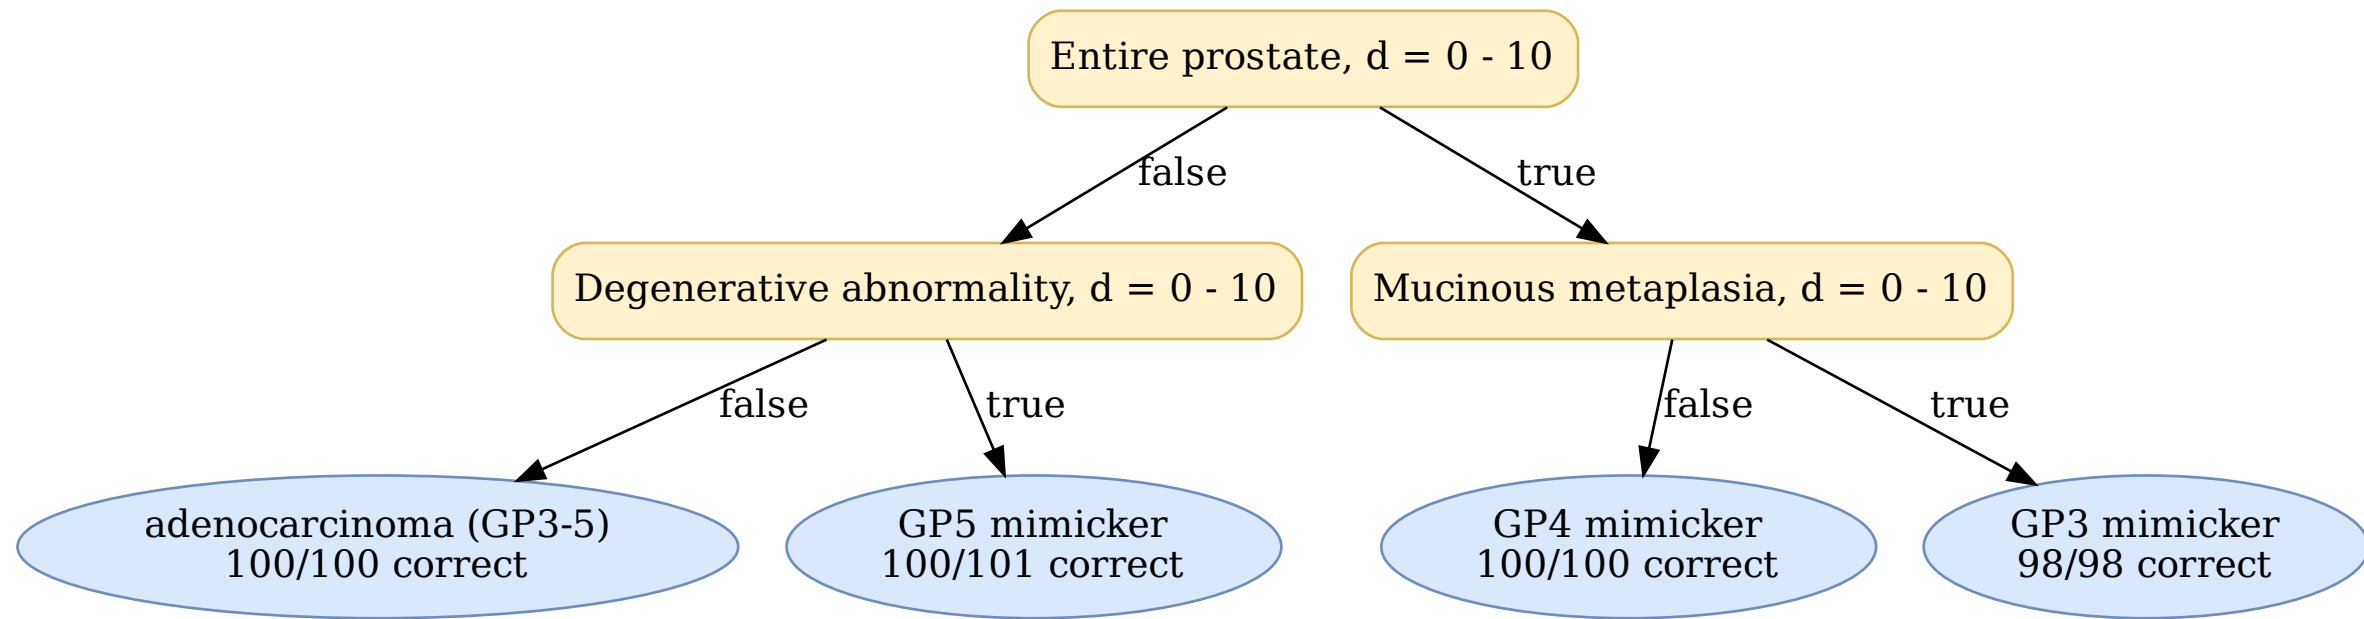 Entire prostate, d = 0 - 10
false
true
Degenerative abnormality, d = 0 - 10
Mucinous metaplasia, d = 0 - 10
false
true
false
true
adenocarcinoma (GP3-5)
100/100 correct
GP5 mimicker
100/101 correct
GP4 mimicker
100/100 correct
GP3 mimicker
98/98 correct